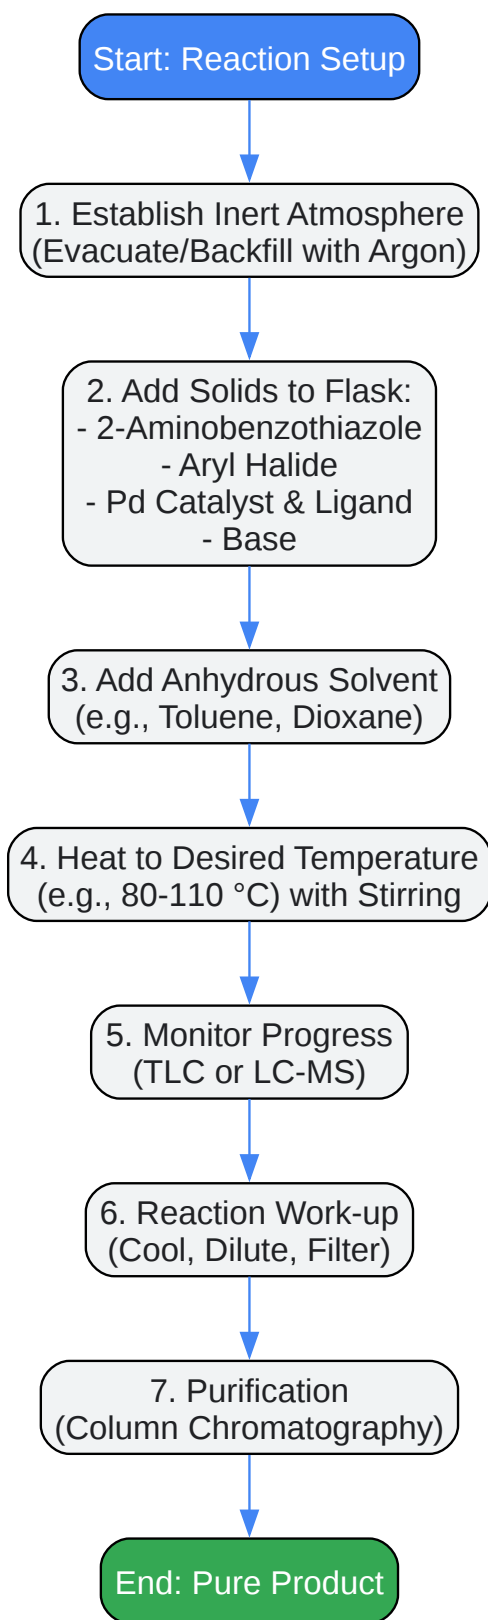 Start: Reaction Setup
1. Establish Inert Atmosphere
(Evacuate/Backfill with Argon)
2. Add Solids to Flask:
- 2-Aminobenzothiazole
- Aryl Halide
- Pd Catalyst & Ligand
- Base
3. Add Anhydrous Solvent
(e.g., Toluene, Dioxane)
4. Heat to Desired Temperature
(e.g., 80-110 °C) with Stirring
5. Monitor Progress
(TLC or LC-MS)
6. Reaction Work-up
(Cool, Dilute, Filter)
7. Purification
(Column Chromatography)
End: Pure Product